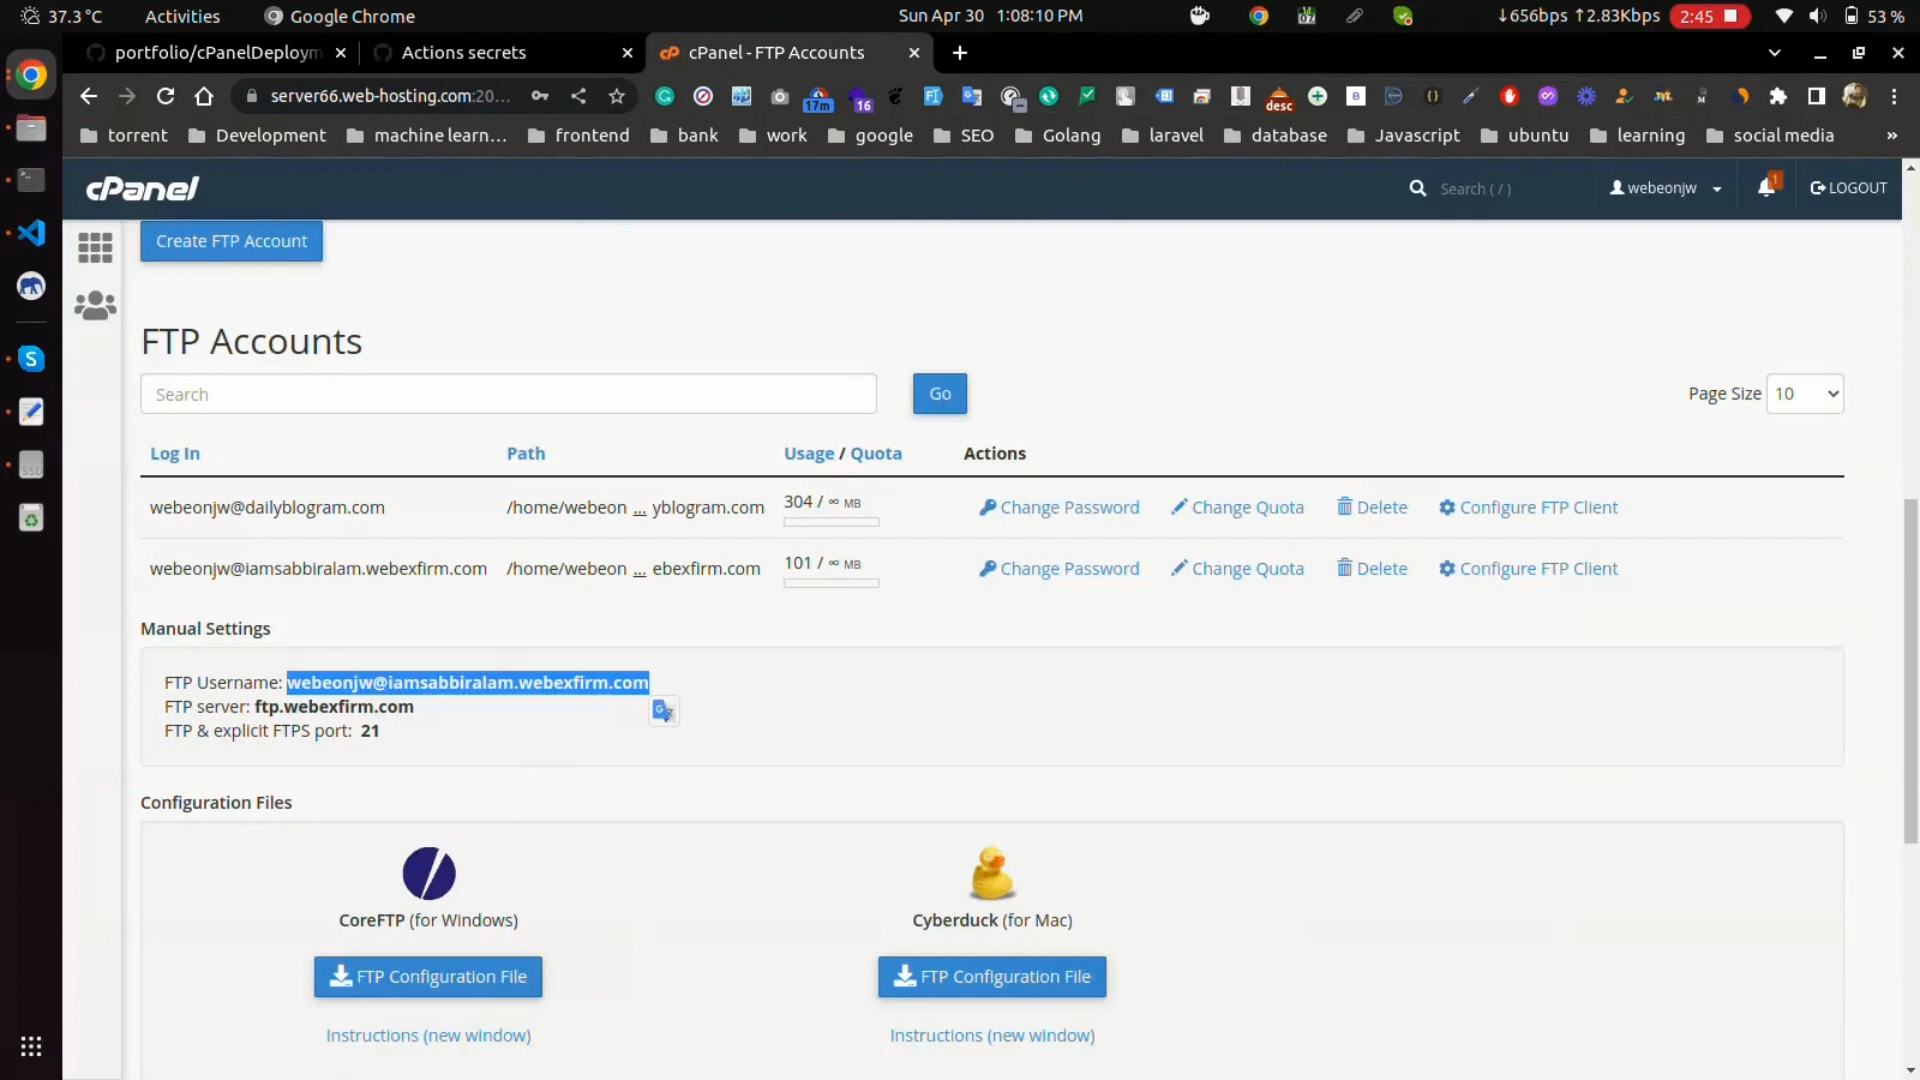 37.3 °C Activities Google Chrome Sun Apr 30 1:08:10 PM ↓656bps ↑2.83Kbps 2:45 53 %
portfolio/cPanelDeploym Actions secrets cP cPanel - FTP Accounts
server66.web-hosting.com:20... 17m 16 desc
torrent Development machine learn... frontend bank work google SEO Golang laravel database Javascript ubuntu learning social media »
cPanel Search ( / ) webeonjw 1 LOGOUT
Create FTP Account
FTP Accounts
Search Go Page Size 10
Log In Path Usage / Quota Actions
webeonjw@dailyblogram.com /home/webeon ... yblogram.com 304 / ∞ MB Change Password Change Quota Delete Configure FTP Client
webeonjw@iamsabbiralam.webexfirm.com /home/webeon ... ebexfirm.com 101 / ∞ MB Change Password Change Quota Delete Configure FTP Client
Manual Settings
FTP Username: webeonjw@iamsabbiralam.webexfirm.com
FTP server: ftp.webexfirm.com
FTP & explicit FTPS port: 21
Configuration Files
CoreFTP (for Windows) Cyberduck (for Mac)
FTP Configuration File FTP Configuration File
Instructions (new window) Instructions (new window)